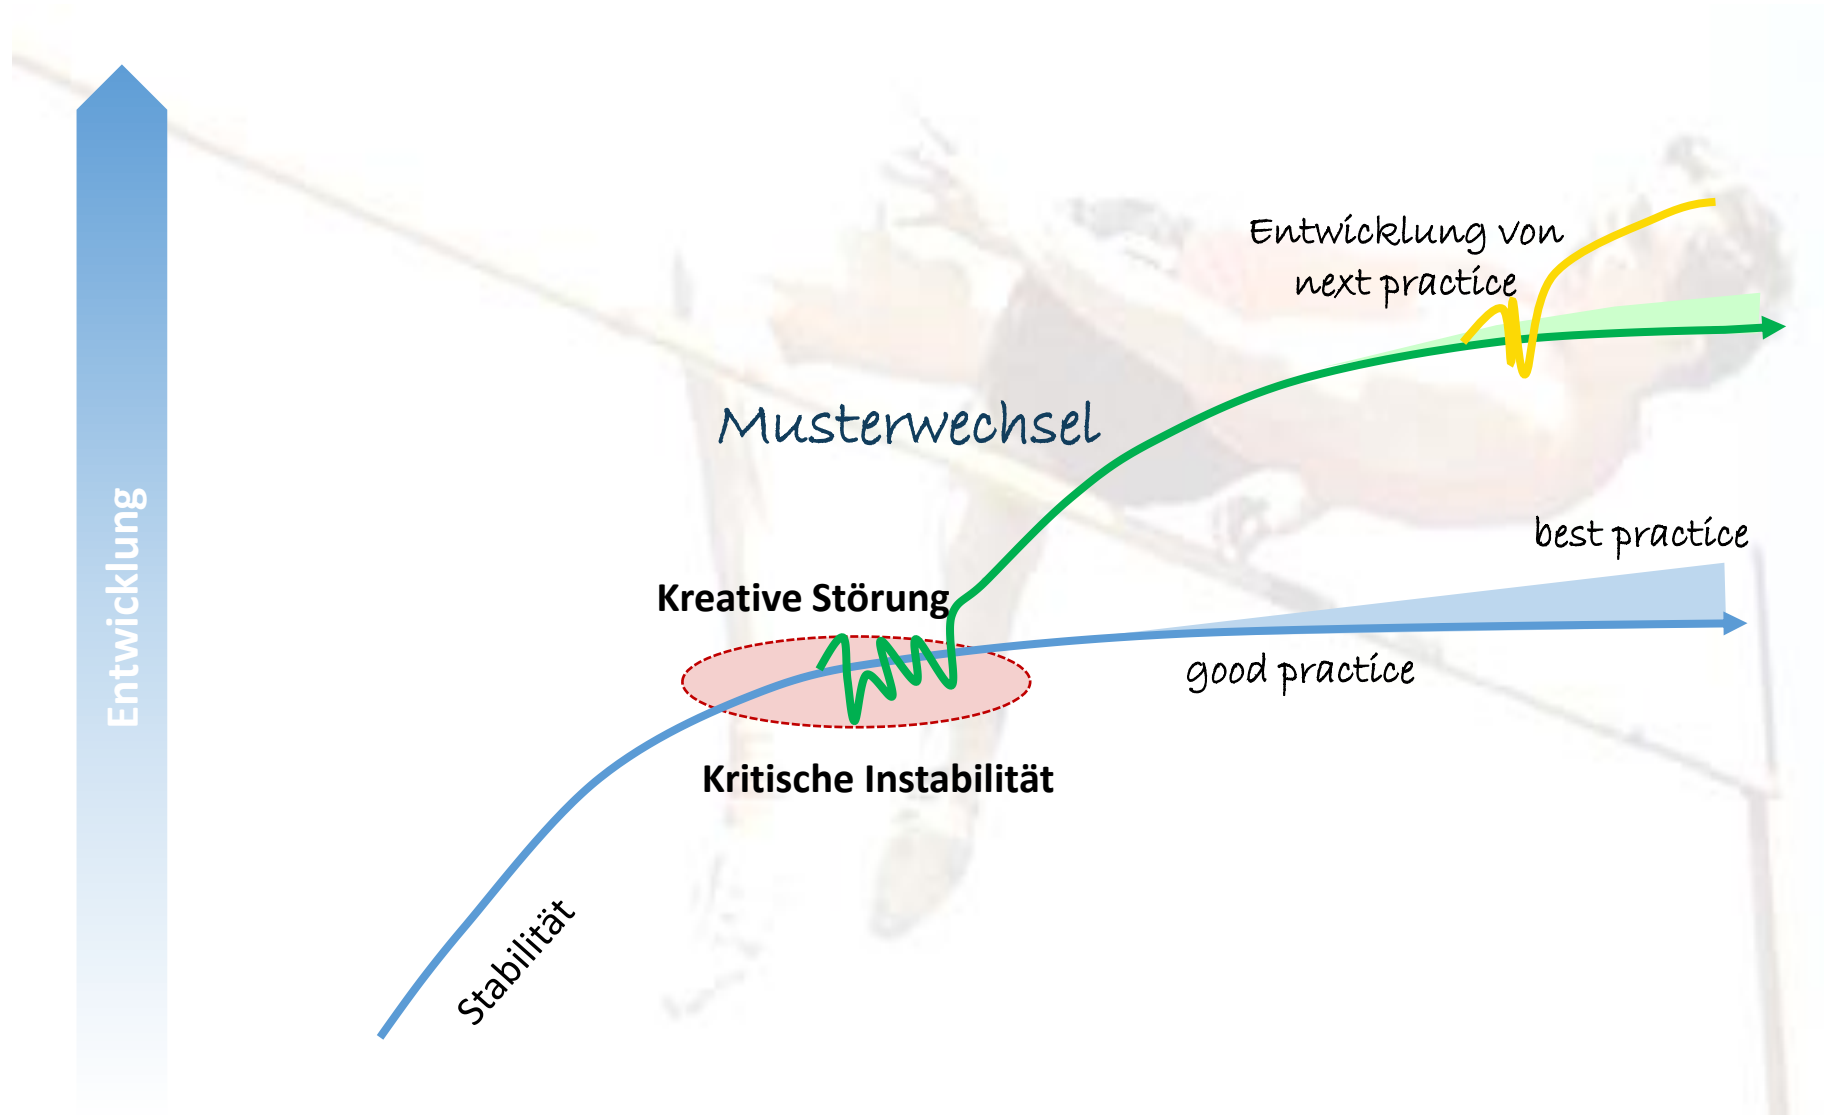 Entwicklung
Entwicklung von
next practice
Musterwechsel
best practice
Kreative Störung
good practice
Kritische Instabilität
Stabilität